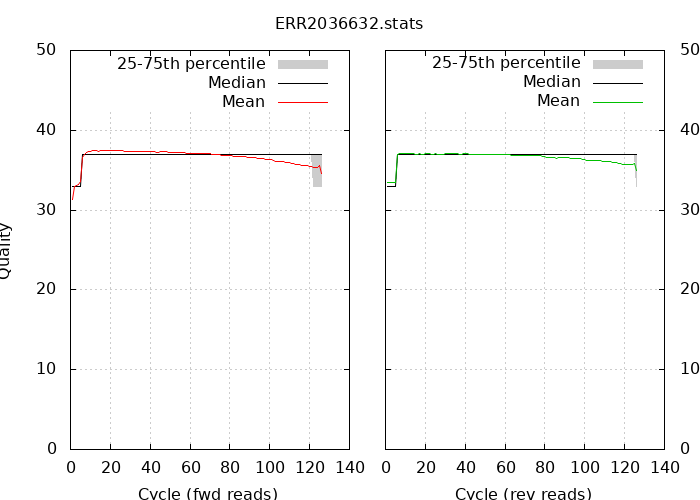 ERR2036632.stats
25-75th percentile
Median
Mean
50
40
30
20
10
0
Quality
0 20 40 60 80 100 120 140
Cycle (fwd reads)
25-75th percentile
Median
Mean
50
40
30
20
10
0
0 20 40 60 80 100 120 140
Cycle (rev reads)